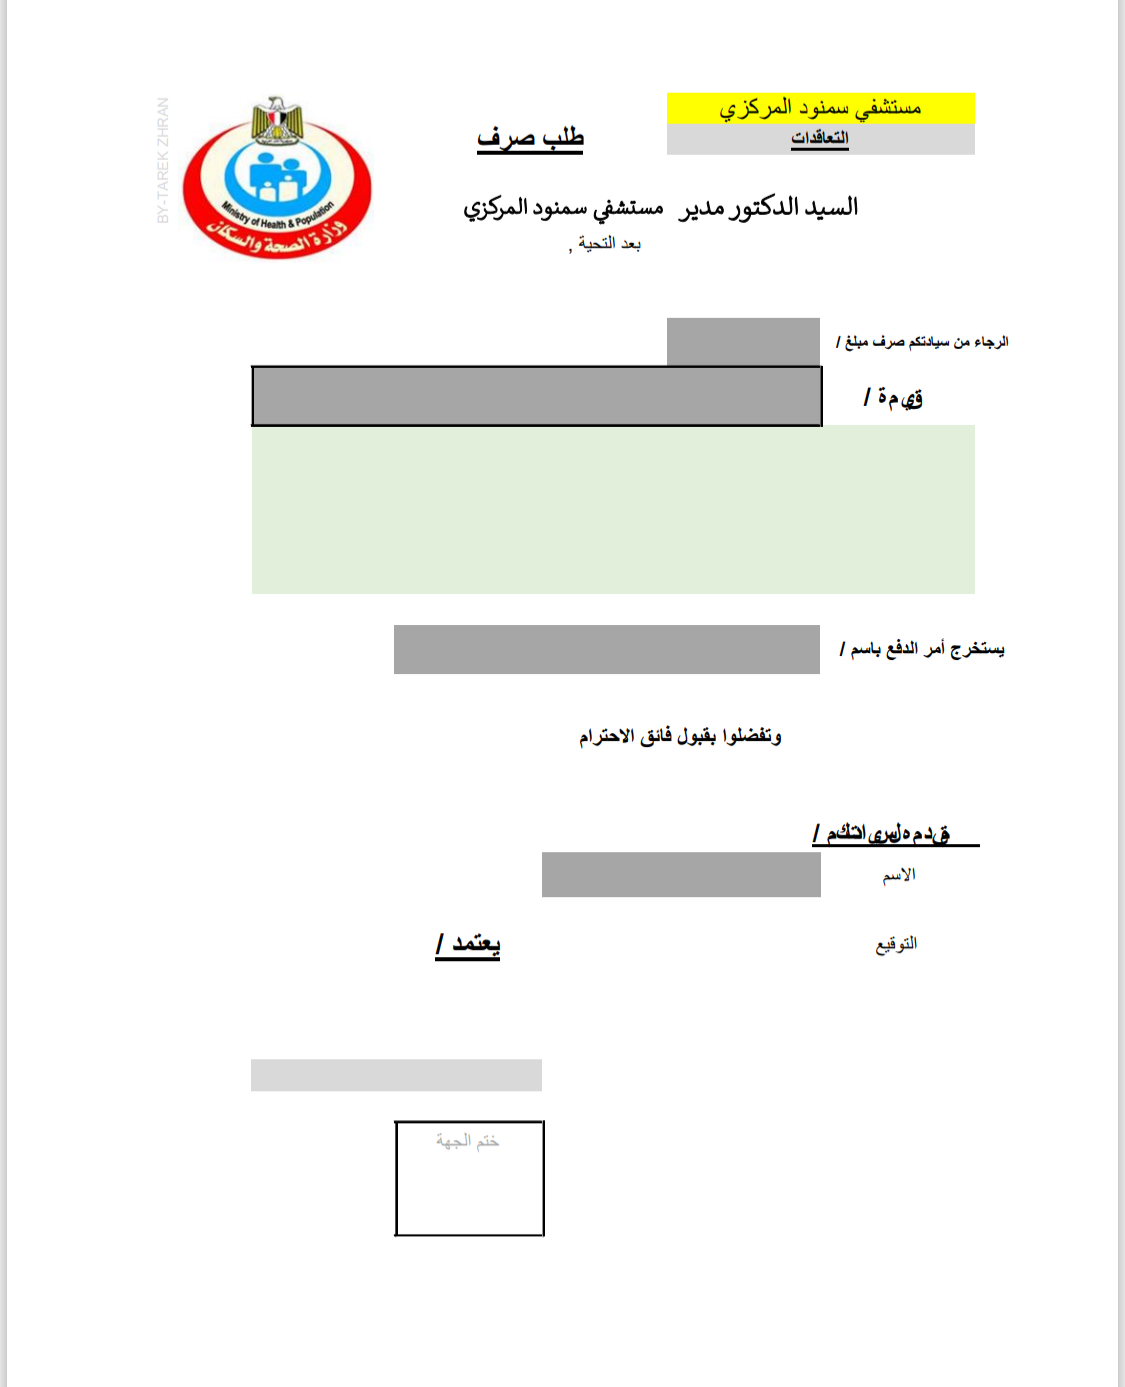 مستشفي سمنود المركزي
التعاقدات
طلب صرف
BY-TAREK ZHRAN
Ministry of Health & Population
وزارة الصحة والسكان
السيد الدكتور مدير مستشفي سمنود المركزي
بعد التحية ,
الرجاء من سيادتكم صرف مبلغ /
قيمة /
يستخرج أمر الدفع باسم /
وتفضلوا بقبول فائق الاحترام
مقدمه لسيادتكم /
الاسم
التوقيع
يعتمد /
ختم الجهة